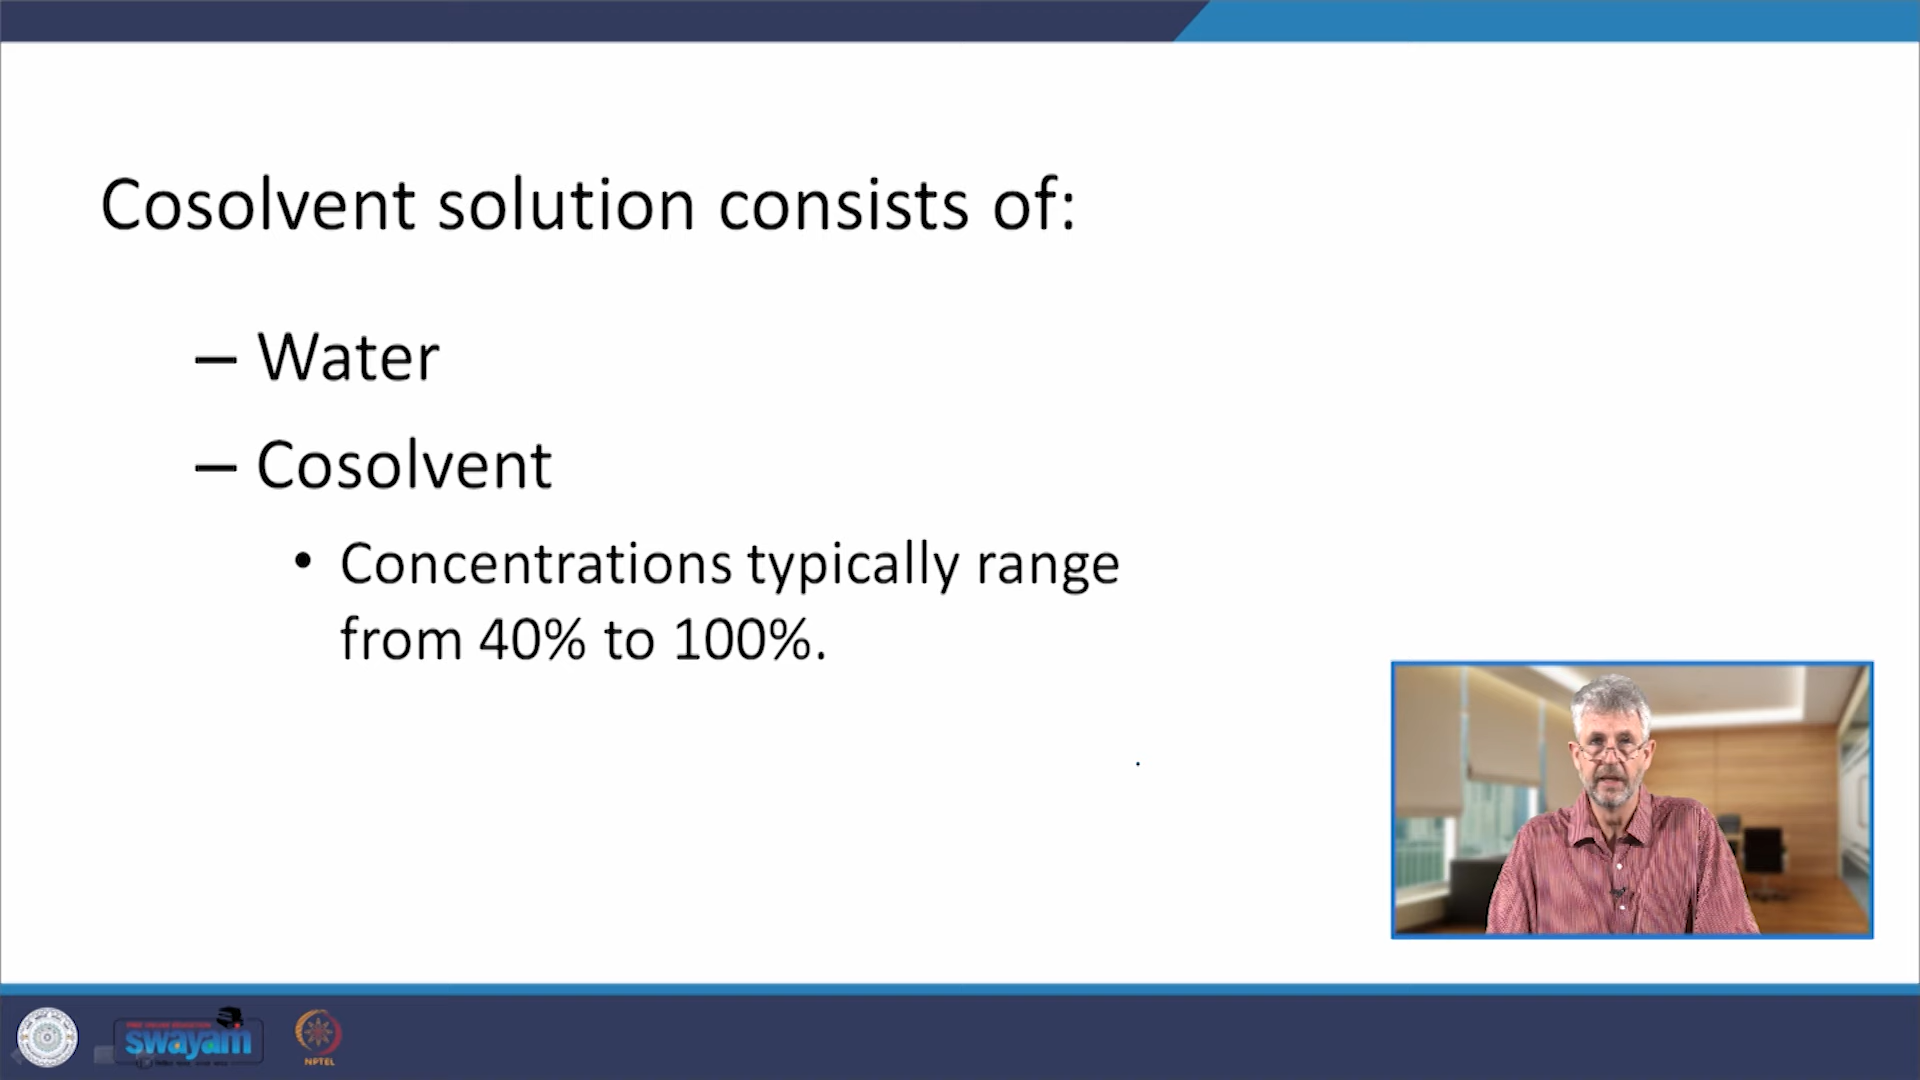 Cosolvent solution consists of:
– Water
– Cosolvent
• Concentrations typically range
from 40% to 100%.
swayam
NPTEL